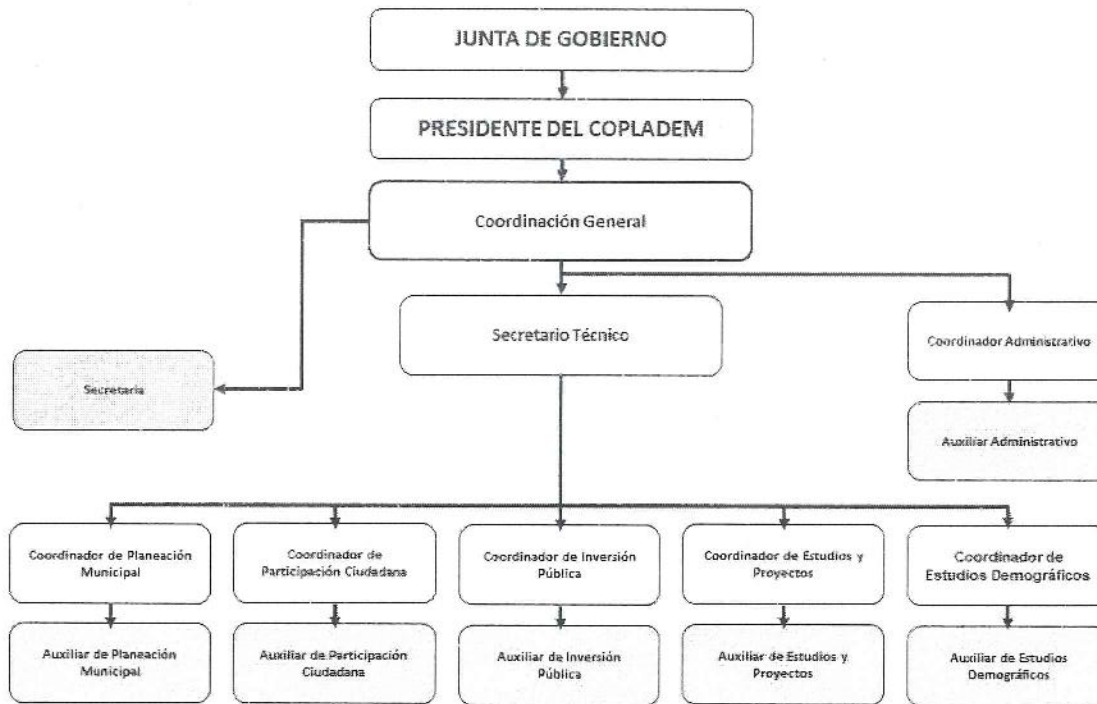 JUNTA DE GOBIERNO
PRESIDENTE DEL COPLADEM
Coordinación General
Secretario Técnico
Coordinador Administrativo
Secretaria
Auxiliar Administrativo
Coordinador de Planeación
Municipal
Coordinador de
Participación Ciudadana
Coordinador de Inversión
Pública
Coordinador de Estudios y
Proyectos
Coordinador de
Estudios Demográficos
Auxiliar de Planeación
Municipal
Auxiliar de Participación
Ciudadana
Auxiliar de Inversión
Pública
Auxiliar de Estudios y
Proyectos
Auxiliar de Estudios
Demográficos